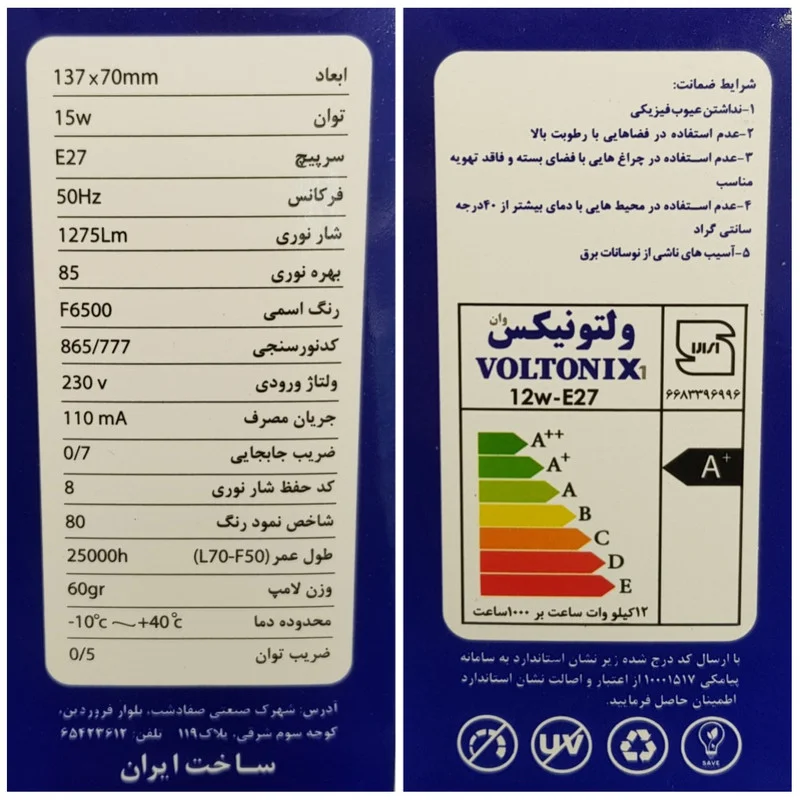 ابعاد 137x70mm
توان 15w
سرپیچ E27
فرکانس 50Hz
شار نوری 1275Lm
بهره نوری 85
رنگ اسمی F6500
کدنورسنجی 865/777
ولتاژ ورودی 230 v
جریان مصرف 110 mA
ضریب جابجایی 0/7
کد حفظ شار نوری 8
شاخص نمود رنگ 80
طول عمر (L70-F50) 25000h
وزن لامپ 60gr
محدوده دما -10°c ~ +40°c
ضریب توان 0/5
آدرس: شهرک صنعتی صفادشت، بلوار فروردین،
کوچه سوم شرقی، پلاک۱۱۹ تلفن: ۶۵۴۲۳۶۱۲
ساخت ایران
شرایط ضمانت:
۱-نداشتن عیوب فیزیکی
۲-عدم استفاده در فضاهایی با رطوبت بالا
۳-عدم استفاده در چراغ هایی با فضای بسته و فاقد تهویه
مناسب
۴-عدم استفاده در محیط هایی با دمای بیشتر از ۴۰درجه
سانتی گراد
۵-آسیب های ناشی از نوسانات برق
ولتونیکس وان
VOLTONIX1
12w-E27
۶۶۸۳۳۹۶۹۹۶
A++
A+
A
B
C
D
E
A+
۱۲کیلو وات ساعت بر ۱۰۰۰ساعت
با ارسال کد درج شده زیر نشان استاندارد به سامانه
پیامکی ۱۰۰۰۱۵۱۷ از اعتبار و اصالت نشان استاندارد
اطمینان حاصل فرمایید.
UV
SAVE